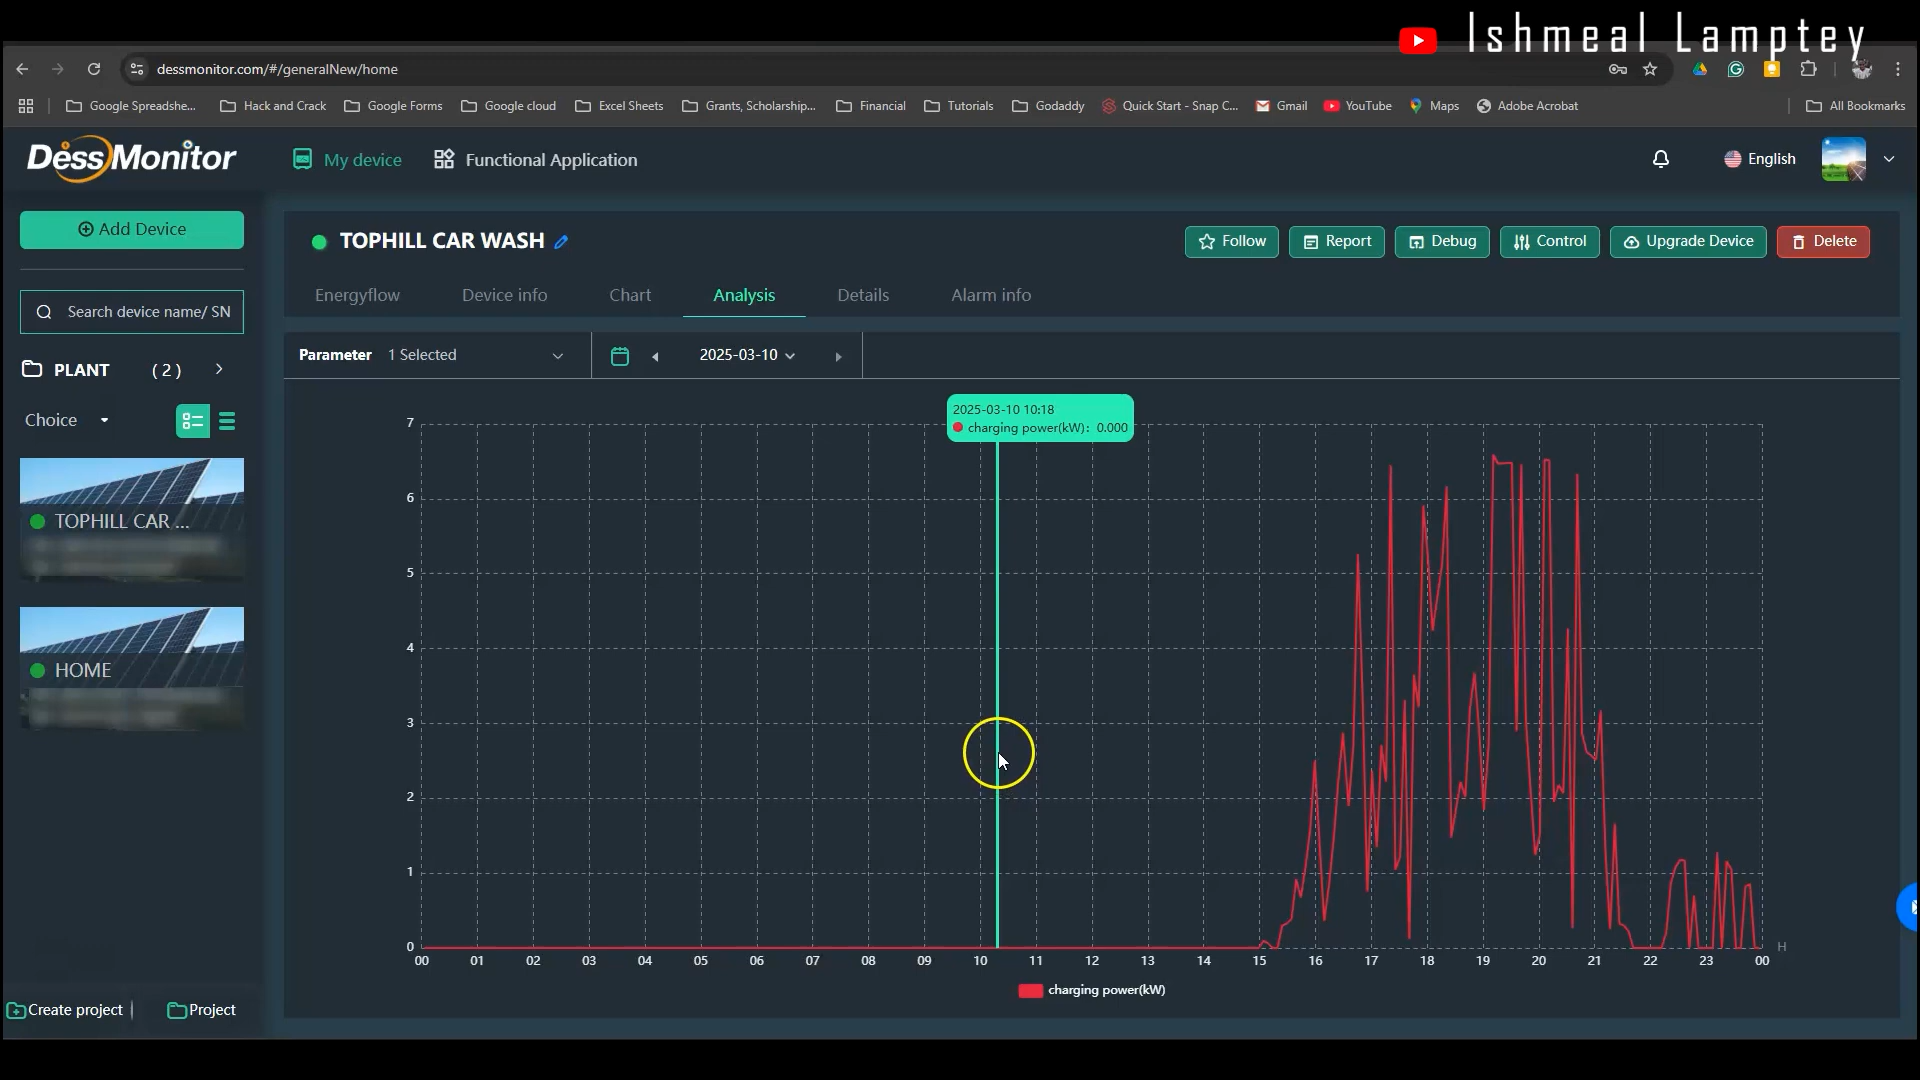 Ishmeal Lamptey
dessmonitor.com/#/generalNew/home
Google Spreadshe... Hack and Crack Google Forms Google cloud Excel Sheets Grants, Scholarship... Financial Tutorials Godaddy Quick Start - Snap C... Gmail YouTube Maps Adobe Acrobat All Bookmarks
DessMonitor My device Functional Application English
Add Device
TOPHILL CAR WASH Follow Report Debug Control Upgrade Device Delete
Energyflow Device info Chart Analysis Details Alarm info
Search device name/ SN
Parameter 1 Selected 2025-03-10
PLANT (2)
Choice
2025-03-10 10:18
charging power(kW): 0.000
7
6
5
4
3
2
1
0
TOPHILL CAR ...
HOME
H
00 01 02 03 04 05 06 07 08 09 10 11 12 13 14 15 16 17 18 19 20 21 22 23 00
charging power(kW)
Create project | Project